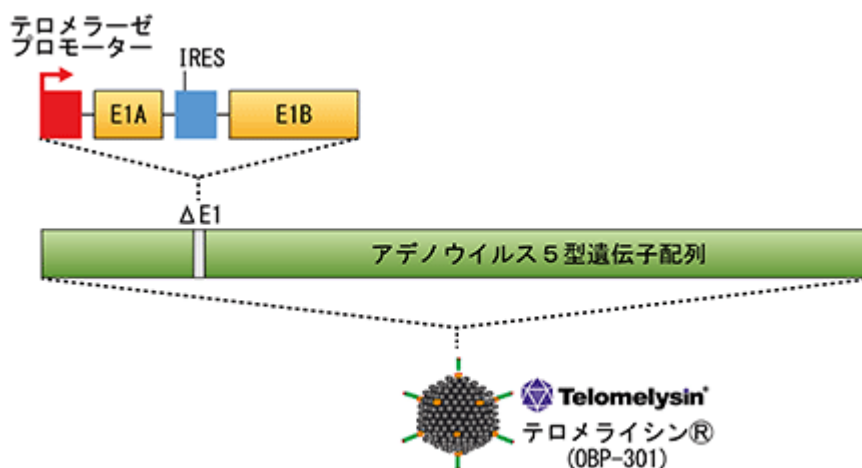 テロメラーゼ
プロモーター
IRES
E1A
E1B
ΔE1
アデノウイルス5型遺伝子配列
Telomelysin®
テロメライシン®
(OBP-301)